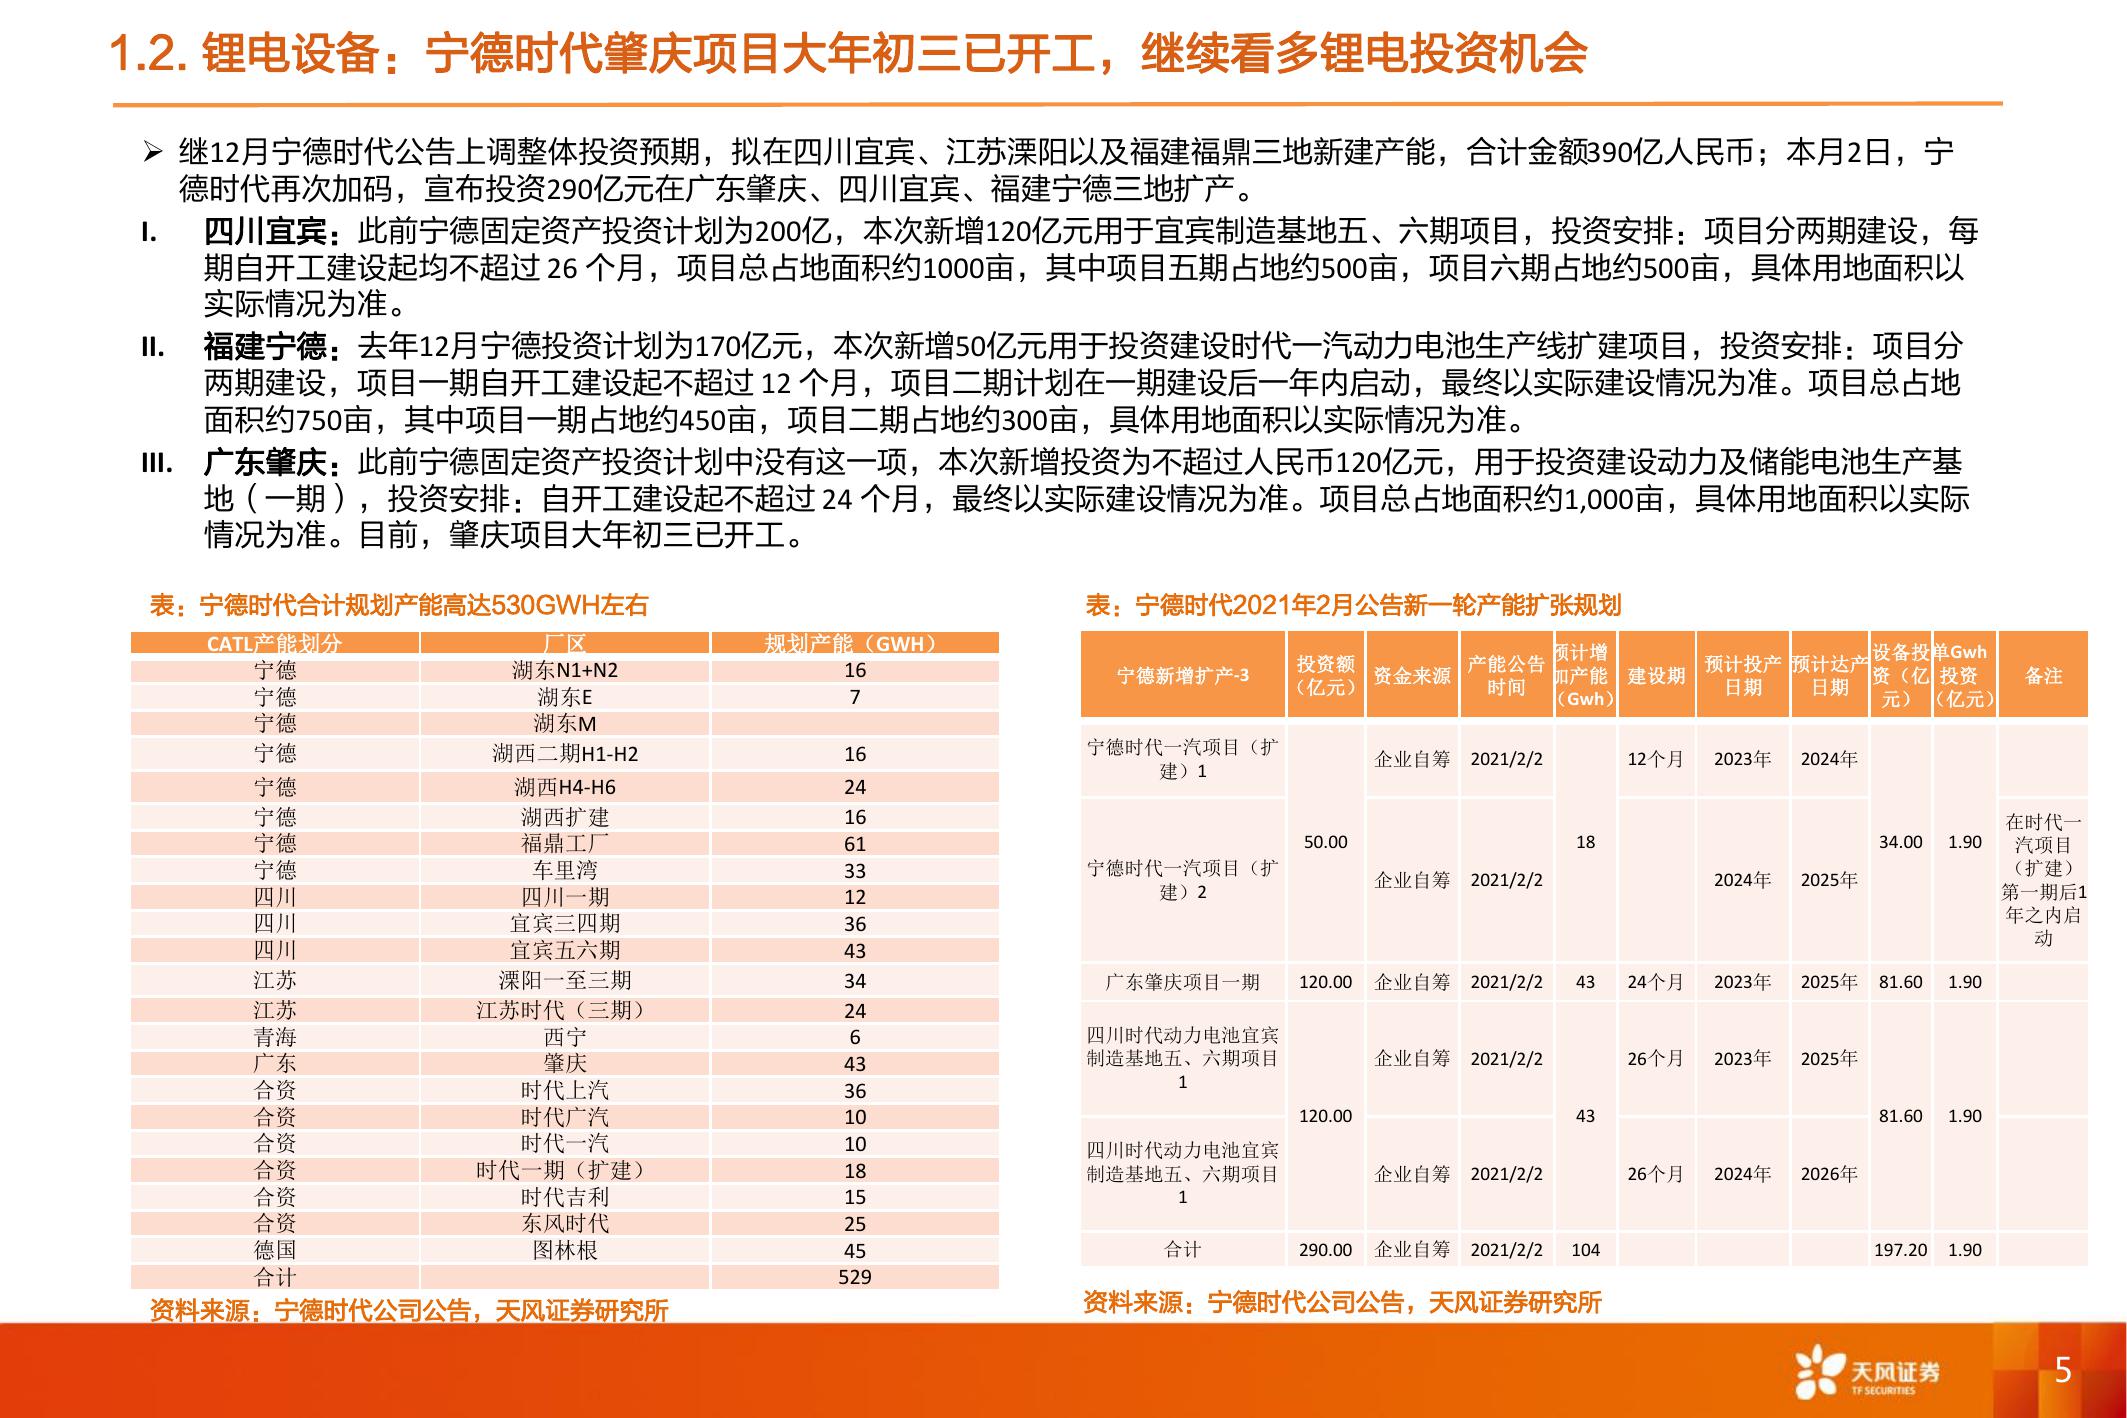 1.2. 锂电设备：宁德时代肇庆项目大年初三已开工，继续看多锂电投资机会
➢ 继12月宁德时代公告上调整体投资预期，拟在四川宜宾、江苏溧阳以及福建福鼎三地新建产能，合计金额390亿人民币；本月2日，宁
德时代再次加码，宣布投资290亿元在广东肇庆、四川宜宾、福建宁德三地扩产。
I. 四川宜宾：此前宁德固定资产投资计划为200亿，本次新增120亿元用于宜宾制造基地五、六期项目，投资安排：项目分两期建设，每
期自开工建设起均不超过 26 个月，项目总占地面积约1000亩，其中项目五期占地约500亩，项目六期占地约500亩，具体用地面积以
实际情况为准。
II. 福建宁德：去年12月宁德投资计划为170亿元，本次新增50亿元用于投资建设时代一汽动力电池生产线扩建项目，投资安排：项目分
两期建设，项目一期自开工建设起不超过 12 个月，项目二期计划在一期建设后一年内启动，最终以实际建设情况为准。项目总占地
面积约750亩，其中项目一期占地约450亩，项目二期占地约300亩，具体用地面积以实际情况为准。
III. 广东肇庆：此前宁德固定资产投资计划中没有这一项，本次新增投资为不超过人民币120亿元，用于投资建设动力及储能电池生产基
地（一期），投资安排：自开工建设起不超过 24 个月，最终以实际建设情况为准。项目总占地面积约1,000亩，具体用地面积以实际
情况为准。目前，肇庆项目大年初三已开工。
表：宁德时代合计规划产能高达530GWH左右
CATL产能划分 厂区 规划产能（GWH）
宁德 湖东N1+N2 16
宁德 湖东E 7
宁德 湖东M
宁德 湖西二期H1-H2 16
宁德 湖西H4-H6 24
宁德 湖西扩建 16
宁德 福鼎工厂 61
宁德 车里湾 33
四川 四川一期 12
四川 宜宾三四期 36
四川 宜宾五六期 43
江苏 溧阳一至三期 34
江苏 江苏时代（三期） 24
青海 西宁 6
广东 肇庆 43
合资 时代上汽 36
合资 时代广汽 10
合资 时代一汽 10
合资 时代一期（扩建） 18
合资 时代吉利 15
合资 东风时代 25
德国 图林根 45
合计 529
资料来源：宁德时代公司公告，天风证券研究所
表：宁德时代2021年2月公告新一轮产能扩张规划
宁德新增扩产-3
投资额
（亿元）
资金来源
产能公告
时间
预计增
加产能
（Gwh）
建设期
预计投产
日期
预计达产
日期
设备投
资（亿
元）
单Gwh
投资
（亿元）
备注
宁德时代一汽项目（扩
建）1
企业自筹 2021/2/2 12个月 2023年 2024年
50.00 18 34.00 1.90
宁德时代一汽项目（扩
建）2
企业自筹 2021/2/2 2024年 2025年
在时代一
汽项目
（扩建）
第一期后1
年之内启
动
广东肇庆项目一期 120.00 企业自筹 2021/2/2 43 24个月 2023年 2025年 81.60 1.90
四川时代动力电池宜宾
制造基地五、六期项目
1
企业自筹 2021/2/2 26个月 2023年 2025年
120.00 43 81.60 1.90
四川时代动力电池宜宾
制造基地五、六期项目
1
企业自筹 2021/2/2 26个月 2024年 2026年
合计 290.00 企业自筹 2021/2/2 104 197.20 1.90
资料来源：宁德时代公司公告，天风证券研究所
天风证券
TF SECURITIES
5